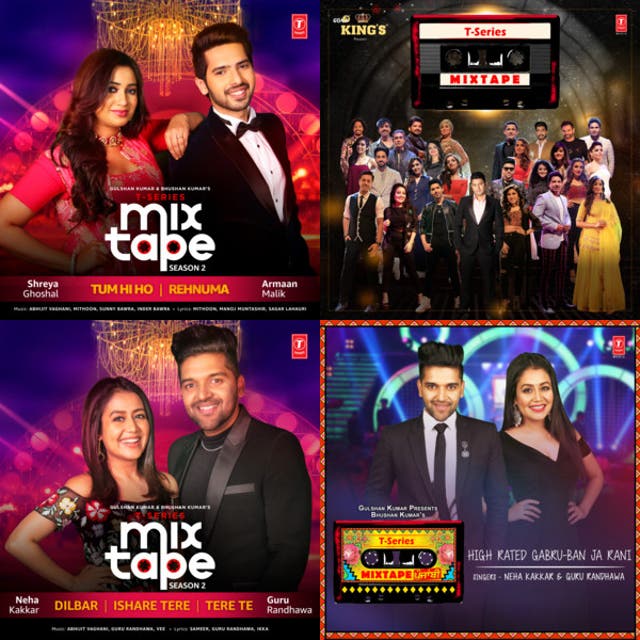 T-Series
GULSHAN KUMAR & BHUSHAN KUMAR'S
T-SERIES
mix
tape
SEASON 2
Shreya
Ghoshal
TUM HI HO | REHNUMA
Armaan
Malik
Music: ABHIJIT VAGHANI, MITHOON, SUNNY BAWRA, INDER BAWRA • Lyrics: MITHOON, MANOJ MUNTASHIR, SAGAR LAHAURI
KING'S
T-Series
T-Series
MIXTAPE
T-Series
GULSHAN KUMAR & BHUSHAN KUMAR'S
T-SERIES
mix
tape
SEASON 2
Neha
Kakkar
DILBAR | ISHARE TERE | TERE TE
Guru
Randhawa
Music: ABHIJIT VAGHANI, GURU RANDHAWA, VEE • Lyrics: SAMEER, GURU RANDHAWA, IKKA
T-Series
GULSHAN KUMAR PRESENTS
BHUSHAN KUMAR'S
T-Series
MIXTAPE ਪੰਜਾਬੀ
HIGH RATED GABRU-BAN JA RANI
SINGERS - NEHA KAKKAR & GURU RANDHAWA